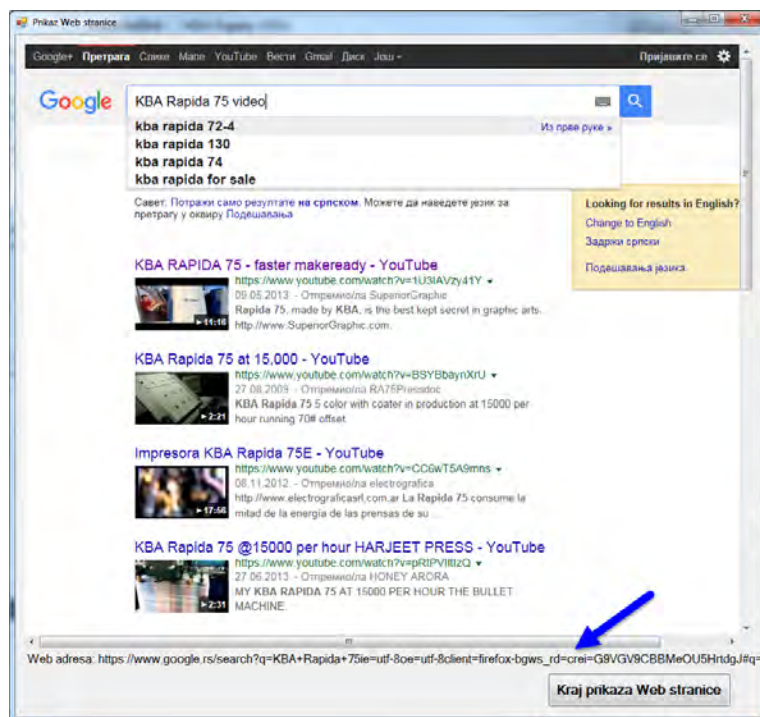 Prikaz Web stranice
Google+ Претрага Слике Мапе YouTube Вести Gmail Диск Још
Пријавите се
Google
KBA Rapida 75 video
kba rapida 72-4
Из прве руке »
kba rapida 130
kba rapida 74
kba rapida for sale
Савет: Потражи само резултате на српском. Можете да наведете језик за
претрагу у оквиру Подешавања
Looking for results in English?
Change to English
Задржи српски
Подешавања језика
KBA RAPIDA 75 - faster makeready - YouTube
https://www.youtube.com/watch?v=1U3IAVzy41Y
09.05.2013. - Отпремио/ла SuperiorGraphic
Rapida 75, made by KBA, is the best kept secret in graphic arts.
http://www.SuperiorGraphic.com.
11:16
KBA Rapida 75 at 15,000 - YouTube
https://www.youtube.com/watch?v=BSYBbaynXrU
27.08.2009. - Отпремио/ла RA75Pressdoc
KBA Rapida 75 5 color with coater in production at 15000 per
hour running 70# offset.
2:21
Impresora KBA Rapida 75E - YouTube
https://www.youtube.com/watch?v=CC6wT5A9mns
08.11.2012. - Отпремио/ла electrografica
http://www.electrograficasrl.com.ar La Rapida 75 consume la
mitad de la energía de las prensas de su ...
17:56
KBA Rapida 75 @15000 per hour HARJEET PRESS - YouTube
27.06.2013. - Отпремио/ла HONEY ARORA
MY KBA RAPIDA 75 AT 15000 PER HOUR THE BULLET
MACHINE.
2:31
Web adresa: https://www.google.rs/search?q=KBA+Rapida+75ie=utf-8oe=utf-8client=firefox-bgws_rd=crei=G9VGV9CBBMeOU5HrtdgJ#q=
Kraj prikaza Web stranice